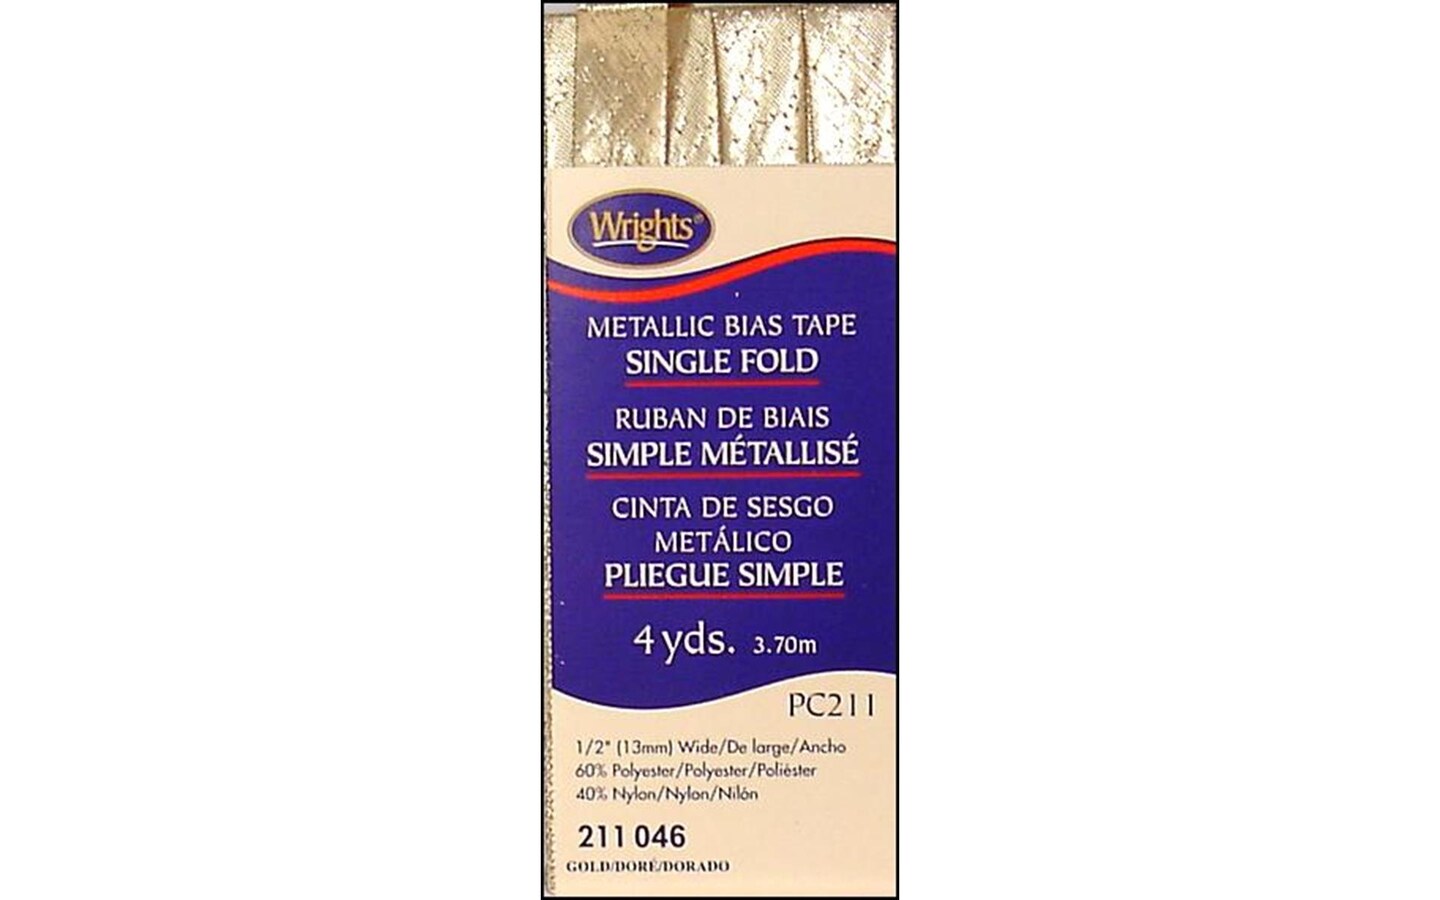 Wrights®
METALLIC BIAS TAPE
SINGLE FOLD
RUBAN DE BIAIS
SIMPLE MÉTALLISÉ
CINTA DE SESGO
METÁLICO
PLIEGUE SIMPLE
4 yds. 3.70m
PC211
1/2" (13mm) Wide/De large/Ancho
60% Polyester/Polyester/Poliéster
40% Nylon/Nylon/Nilón
211 046
GOLD/DORÉ/DORADO